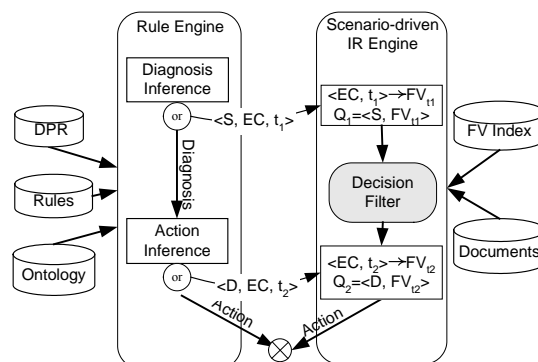 Rule Engine
Scenario-driven
IR Engine
Diagnosis
Inference
or
<S, EC, t1>
<EC, t1>→FVt1
Q1=<S, FVt1>
DPR
Rules
Ontology
Diagnosis
Decision
Filter
FV Index
Documents
Action
Inference
or
<D, EC, t2>
<EC, t2>→FVt2
Q2=<D, FVt2>
Action
Action